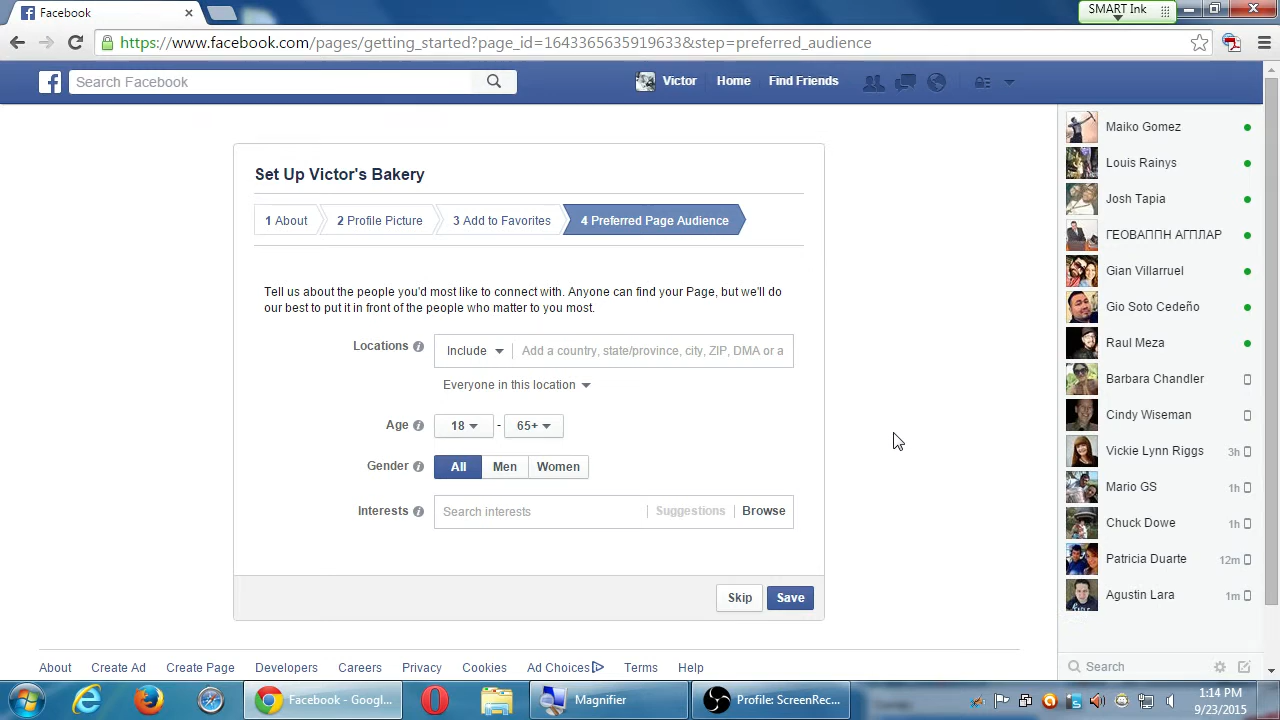 Facebook
SMART Ink
https://www.facebook.com/pages/getting_started?page_id=1643365635919633&step=preferred_audience
Search Facebook
Victor
Home
Find Friends
Set Up Victor's Bakery
1 About
2 Profile Picture
3 Add to Favorites
4 Preferred Page Audience
Tell us about the people you'd most like to connect with. Anyone can find your Page, but we'll do
our best to put it in front of the people who matter to you most.
Locations
Include
Add a country, state/province, city, ZIP, DMA or a
Everyone in this location
Age
18
-
65+
Gender
All
Men
Women
Interests
Search interests
Suggestions
Browse
Skip
Save
About
Create Ad
Create Page
Developers
Careers
Privacy
Cookies
Ad Choices
Terms
Help
Maiko Gomez
Louis Rainys
Josh Tapia
ГЕОВАПΠН АГΠЛАР
Gian Villarruel
Gio Soto Cedeño
Raul Meza
Barbara Chandler
Cindy Wiseman
Vickie Lynn Riggs 3h
Mario GS 1h
Chuck Dowe 1h
Patricia Duarte 12m
Agustin Lara 1m
Search
Facebook - Googl...
Magnifier
Profile: ScreenRec...
1:14 PM
9/23/2015